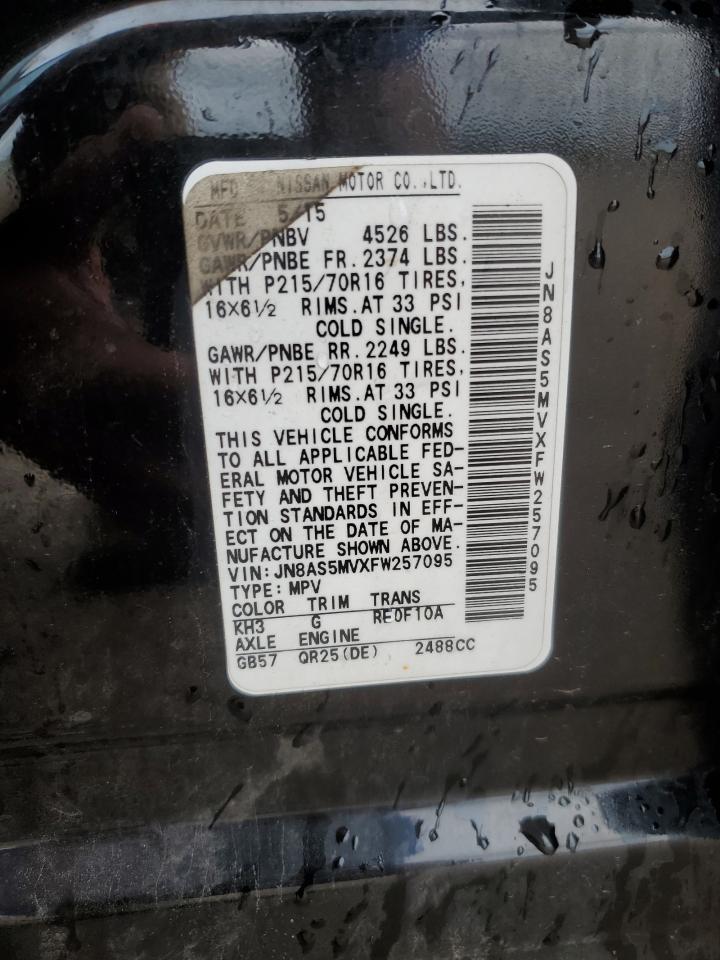 MFD NISSAN MOTOR CO.,LTD.
DATE 5/15
GVWR/PNBV 4526 LBS.
GAWR/PNBE FR. 2374 LBS.
WITH P215/70R16 TIRES,
16X6½ RIMS.AT 33 PSI
COLD SINGLE.
GAWR/PNBE RR. 2249 LBS.
WITH P215/70R16 TIRES,
16X6½ RIMS.AT 33 PSI
COLD SINGLE.
THIS VEHICLE CONFORMS
TO ALL APPLICABLE FED-
ERAL MOTOR VEHICLE SA-
FETY AND THEFT PREVEN-
TION STANDARDS IN EFF-
ECT ON THE DATE OF MA-
NUFACTURE SHOWN ABOVE.
VIN:JN8AS5MVXFW257095
TYPE:MPV
COLOR TRIM TRANS
KH3 G RE0F10A
AXLE ENGINE
GB57 QR25(DE) 2488CC
JN8AS5MVXFW257095